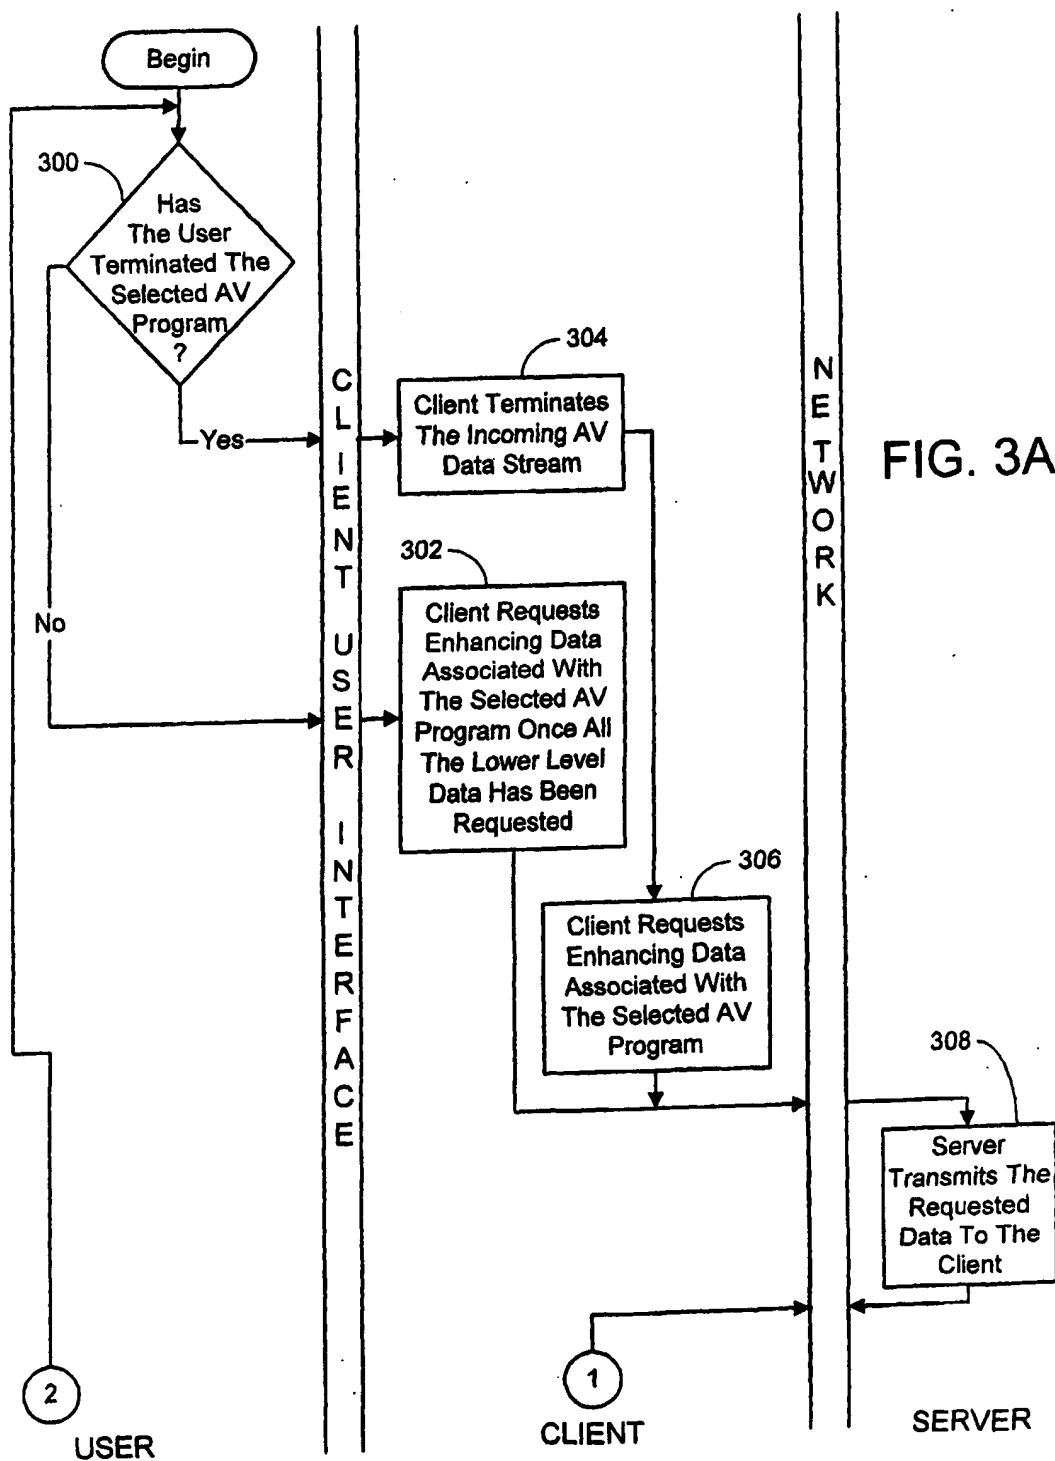 Begin
300
Has
The User
Terminated The
Selected AV
Program
?
Yes
No
CLIENT USER INTERFACE
304
Client Terminates
The Incoming AV
Data Stream
302
Client Requests
Enhancing Data
Associated With
The Selected AV
Program Once All
The Lower Level
Data Has Been
Requested
306
Client Requests
Enhancing Data
Associated With
The Selected AV
Program
NETWORK
FIG. 3A
308
Server
Transmits The
Requested
Data To The
Client
2
1
USER
CLIENT
SERVER